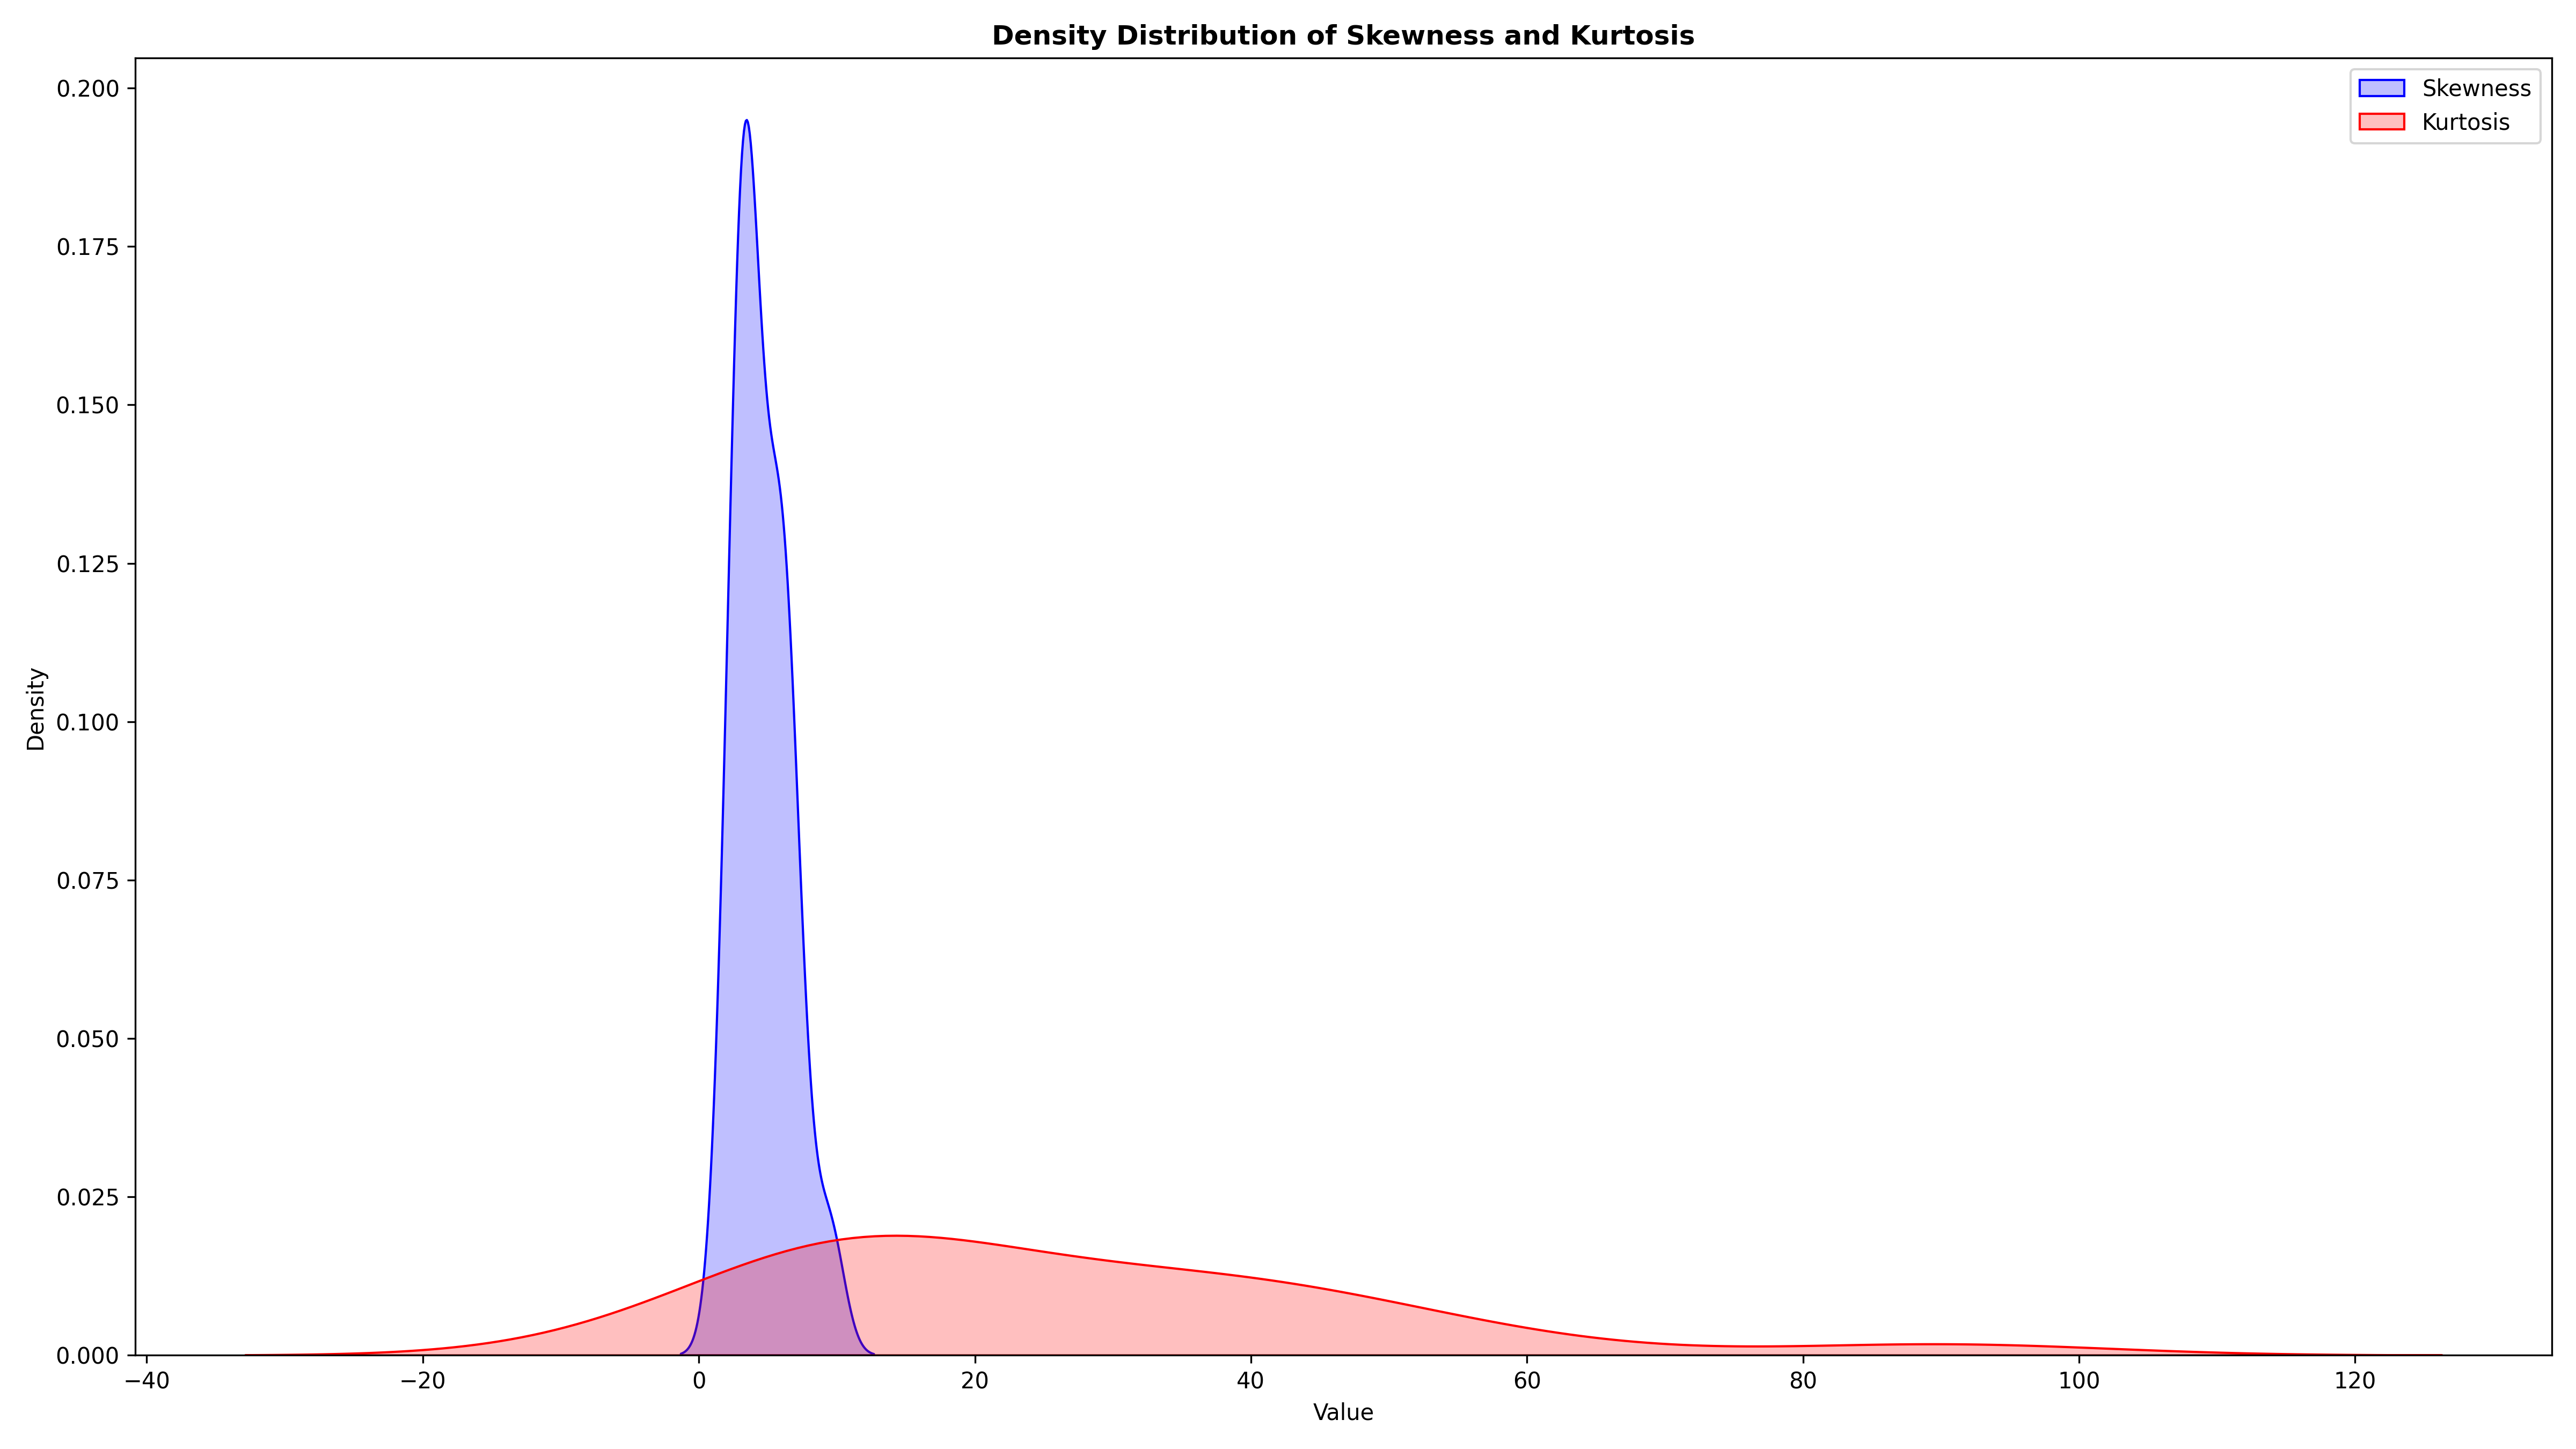 Density Distribution of Skewness and Kurtosis
Skewness
Kurtosis
0.200
0.175
0.150
0.125
0.100
0.075
0.050
0.025
0.000
Density
−40 −20 0 20 40 60 80 100 120
Value